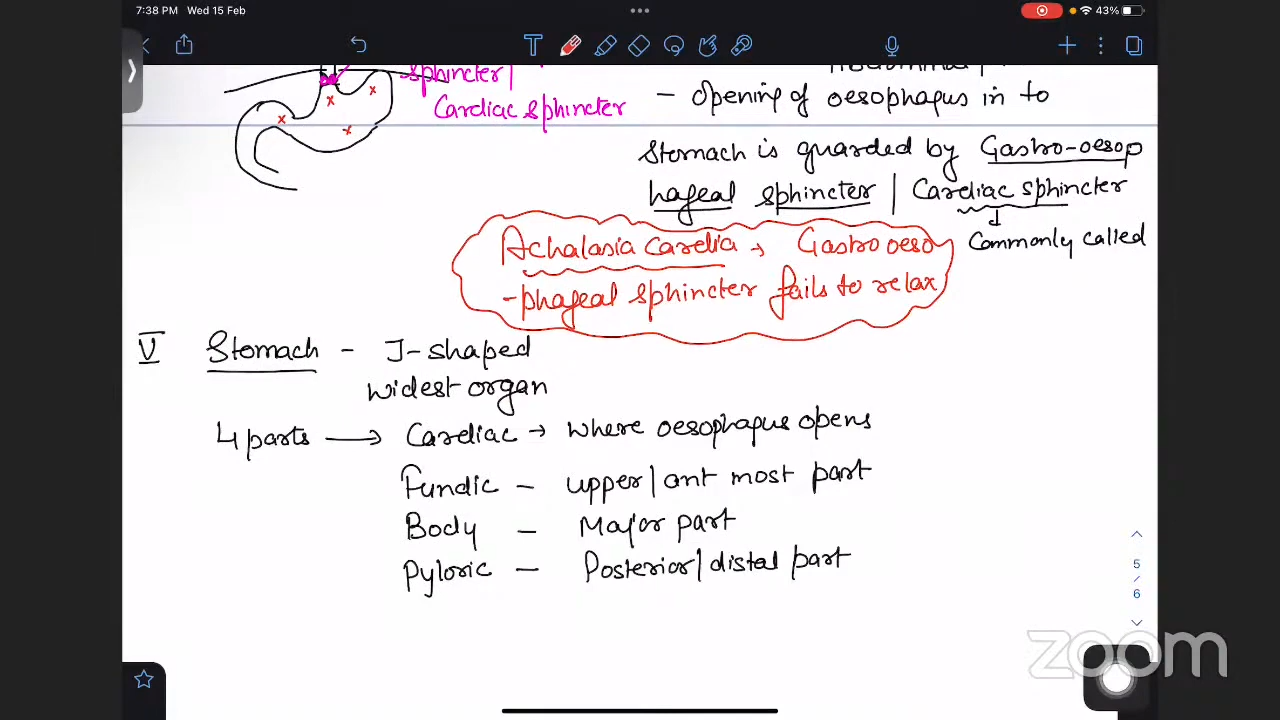 7:38 PM Wed 15 Feb
43%
sphincter /
Cardiac sphincter
- opening of oesophagus in to
Stomach is guarded by Gastro-oesop
hageal sphincter | Cardiac sphincter
Commonly called
Achalasia cardia → Gastro oeso
-phageal sphincter fails to relax
V Stomach - J-shaped
widest organ
4 parts → Cardiac → where oesophagus opens
Fundic - upper/ant most part
Body - Major part
Pyloric - Posterior/distal part
5
/
6
zoom